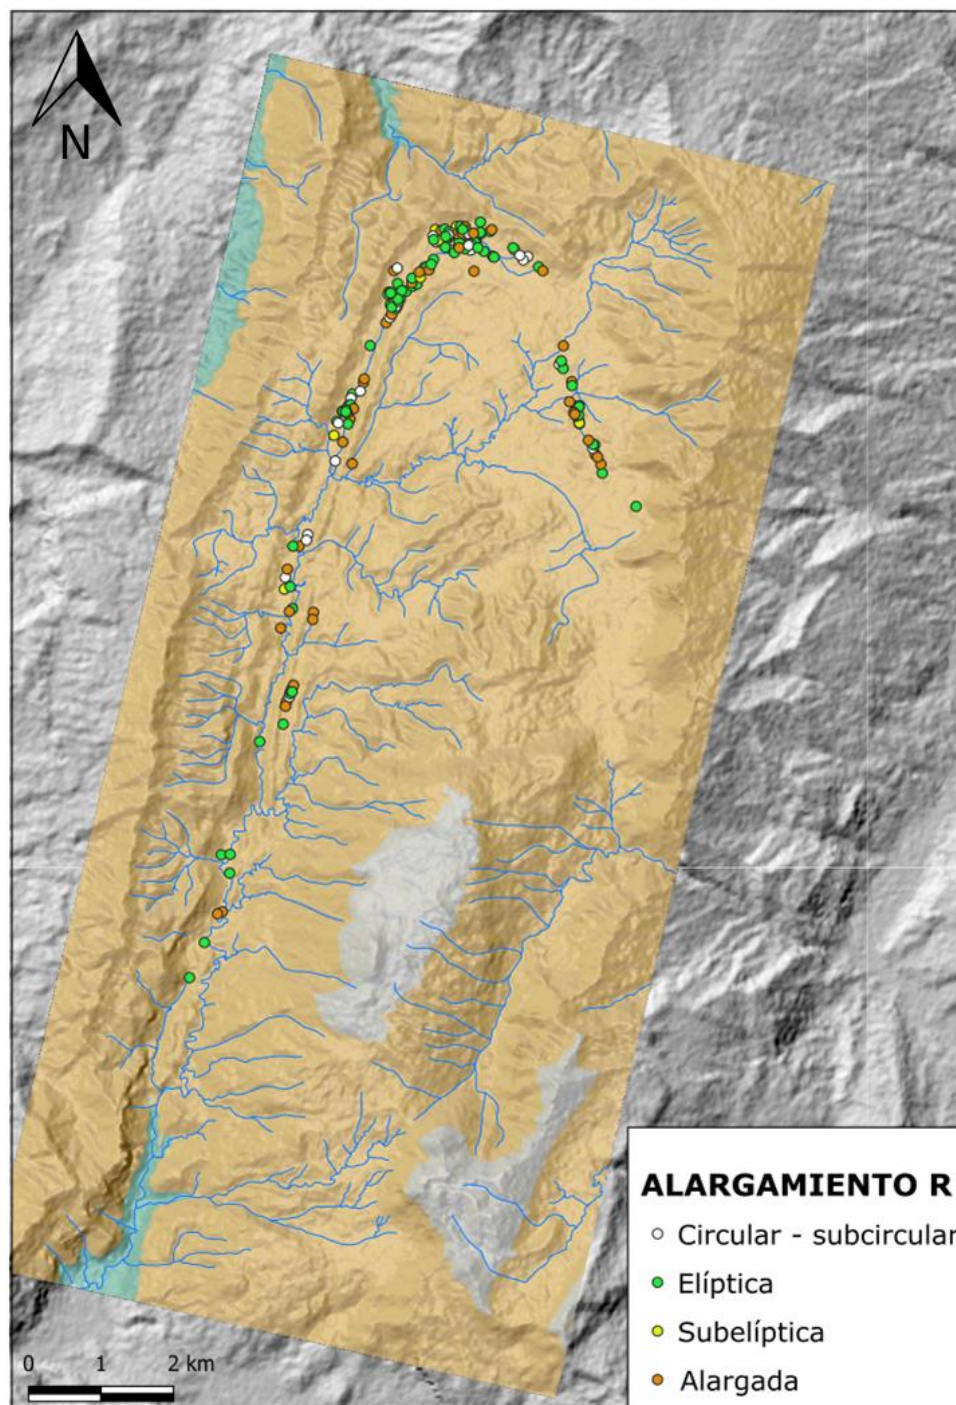 N
ALARGAMIENTO R
Circular - subcircular
Elíptica
Subelíptica
Alargada
0 1 2 km